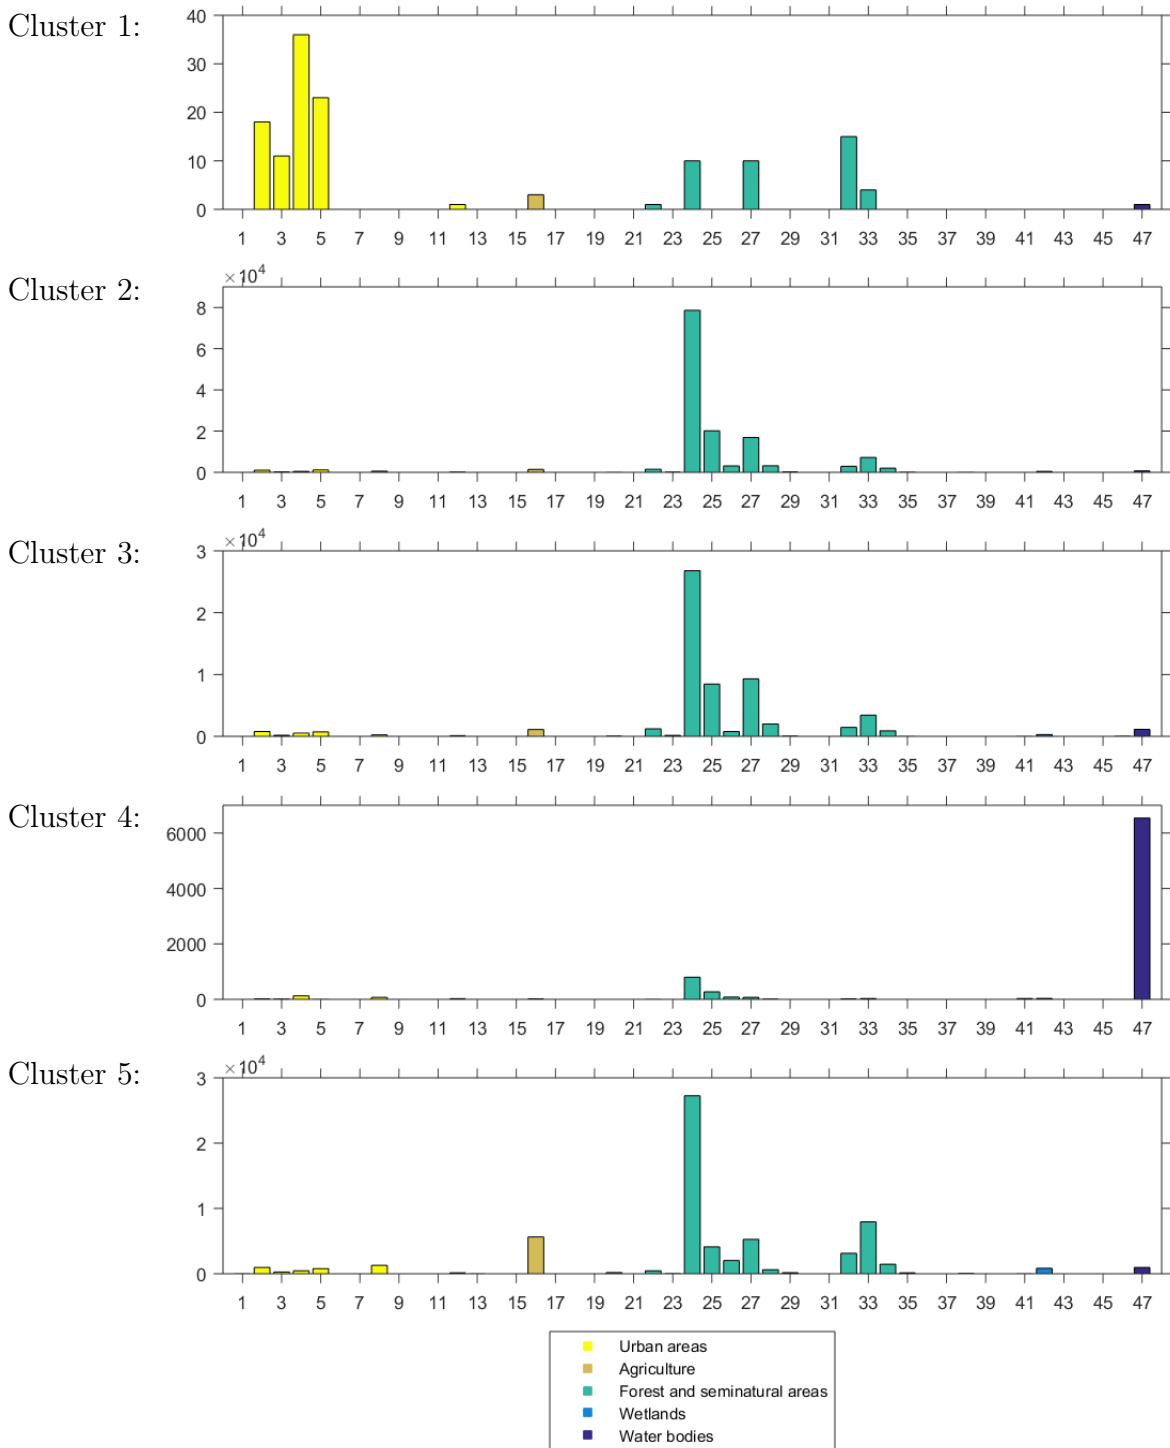 Cluster 1:
40
30
20
10
0
1 3 5 7 9 11 13 15 17 19 21 23 25 27 29 31 33 35 37 39 41 43 45 47
Cluster 2:
×10⁴
8
6
4
2
0
1 3 5 7 9 11 13 15 17 19 21 23 25 27 29 31 33 35 37 39 41 43 45 47
Cluster 3:
×10⁴
3
2
1
0
1 3 5 7 9 11 13 15 17 19 21 23 25 27 29 31 33 35 37 39 41 43 45 47
Cluster 4:
6000
4000
2000
0
1 3 5 7 9 11 13 15 17 19 21 23 25 27 29 31 33 35 37 39 41 43 45 47
Cluster 5:
×10⁴
3
2
1
0
1 3 5 7 9 11 13 15 17 19 21 23 25 27 29 31 33 35 37 39 41 43 45 47
Urban areas
Agriculture
Forest and seminatural areas
Wetlands
Water bodies